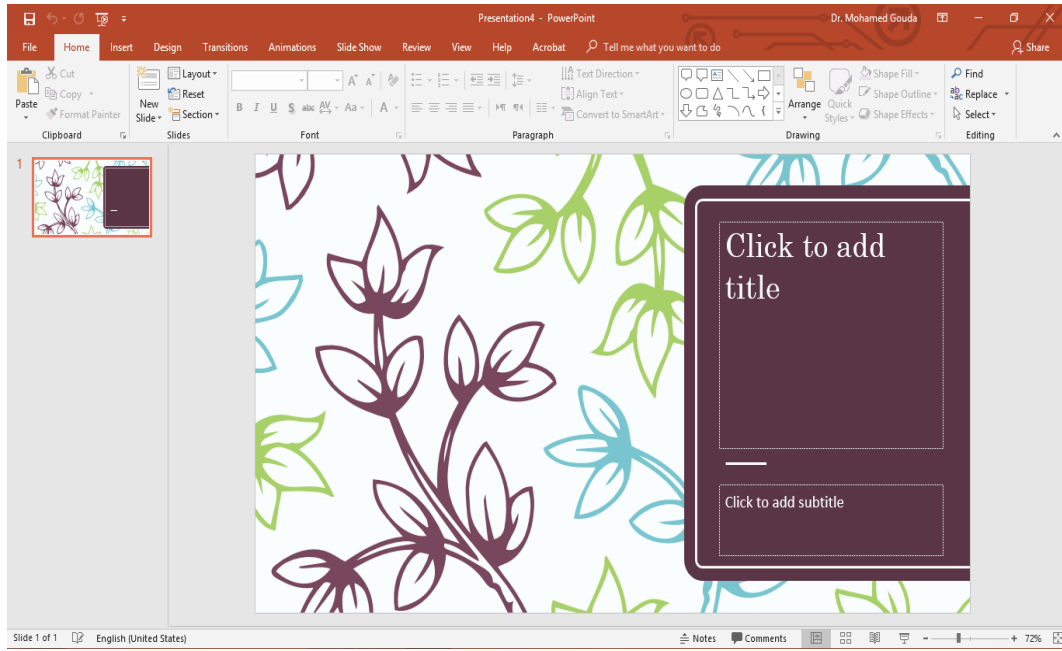 Presentation4 - PowerPoint
Dr. Mohamed Gouda
File Home Insert Design Transitions Animations Slide Show Review View Help Acrobat Tell me what you want to do Share
Cut
Copy
Format Painter
Paste
Clipboard
New Slide
Layout
Reset
Section
Slides
B I U S abc AV Aa A
Font
Text Direction
Align Text
Convert to SmartArt
Paragraph
Arrange
Quick Styles
Shape Fill
Shape Outline
Shape Effects
Drawing
Find
Replace
Select
Editing
1
Click to add
title
Click to add subtitle
Slide 1 of 1 English (United States) Notes Comments 72%